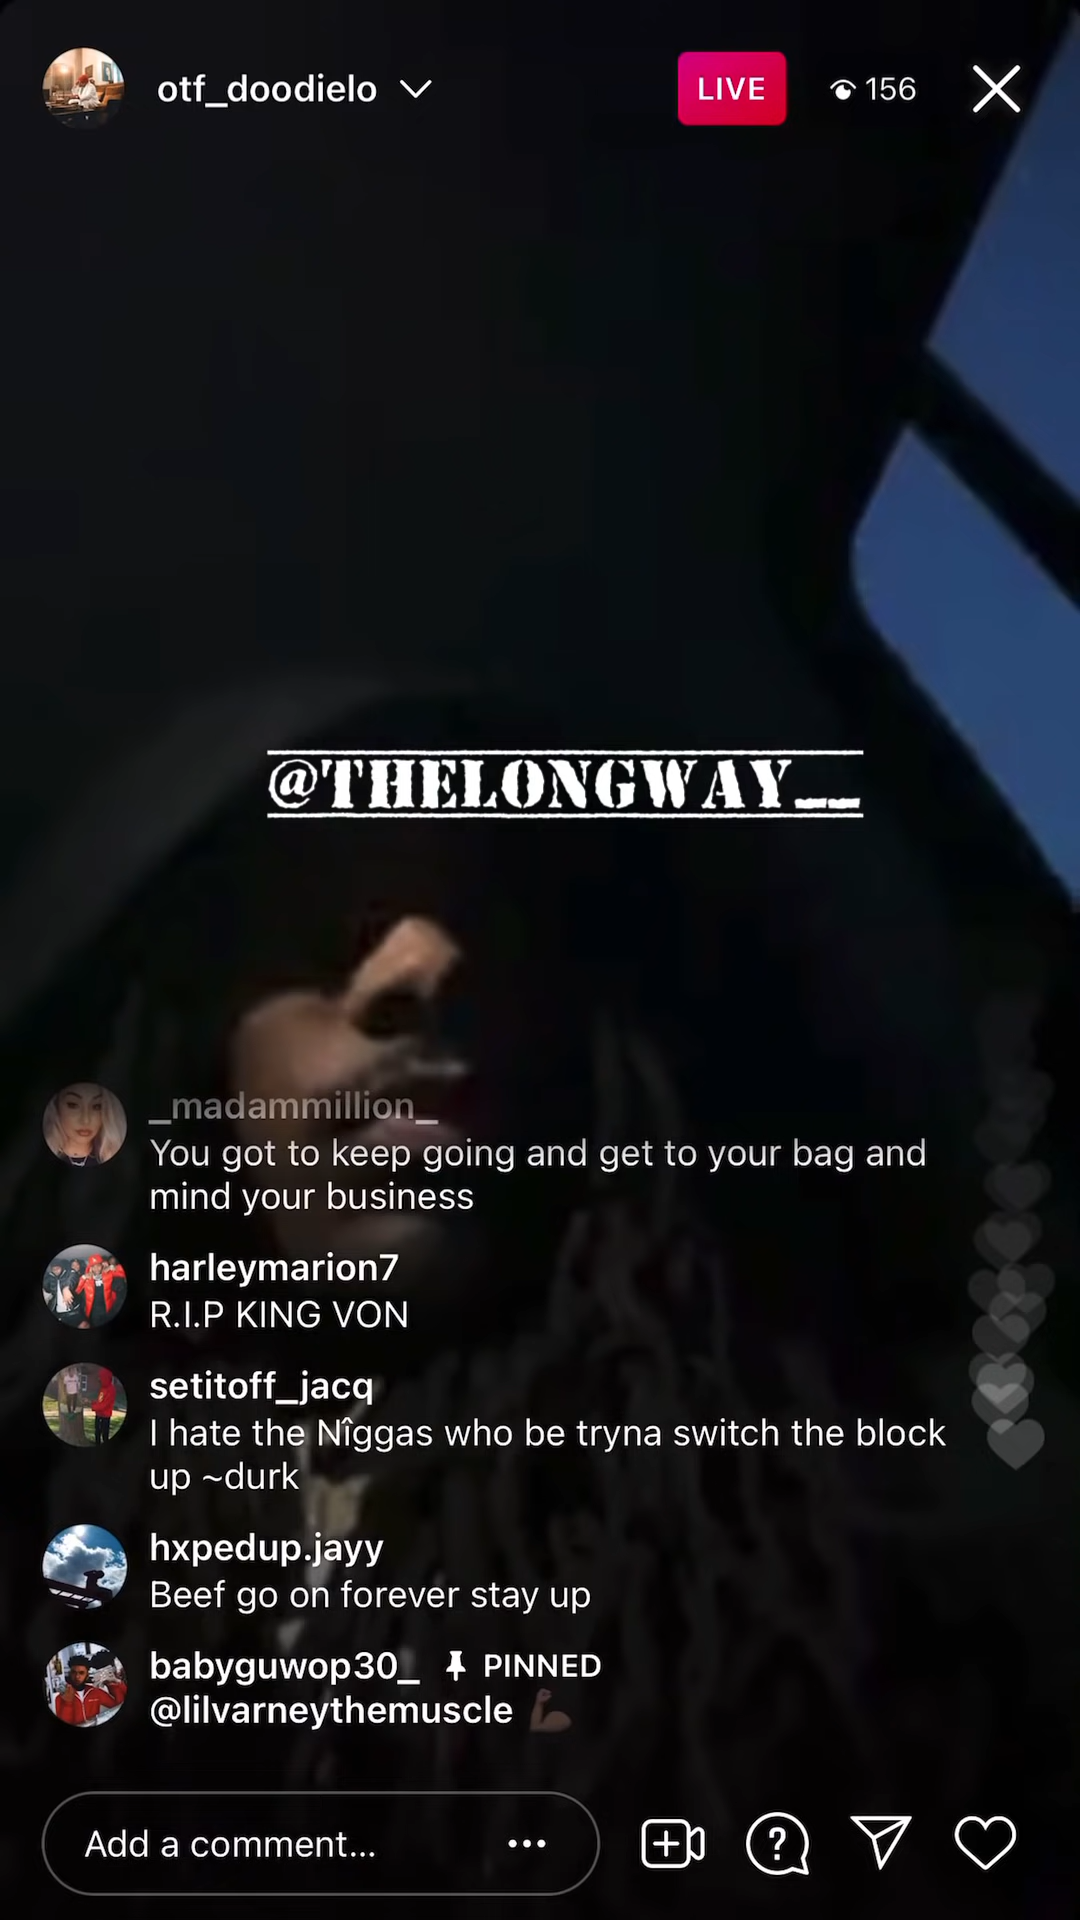 otf_doodielo
LIVE
156
@THELONGWAY__
_madammillion_
You got to keep going and get to your bag and
mind your business
harleymarion7
R.I.P KING VON
setitoff_jacq
I hate the Nîggas who be tryna switch the block
up ~durk
hxpedup.jayy
Beef go on forever stay up
babyguwop30_ PINNED
@lilvarneythemuscle 💪🏾
Add a comment...